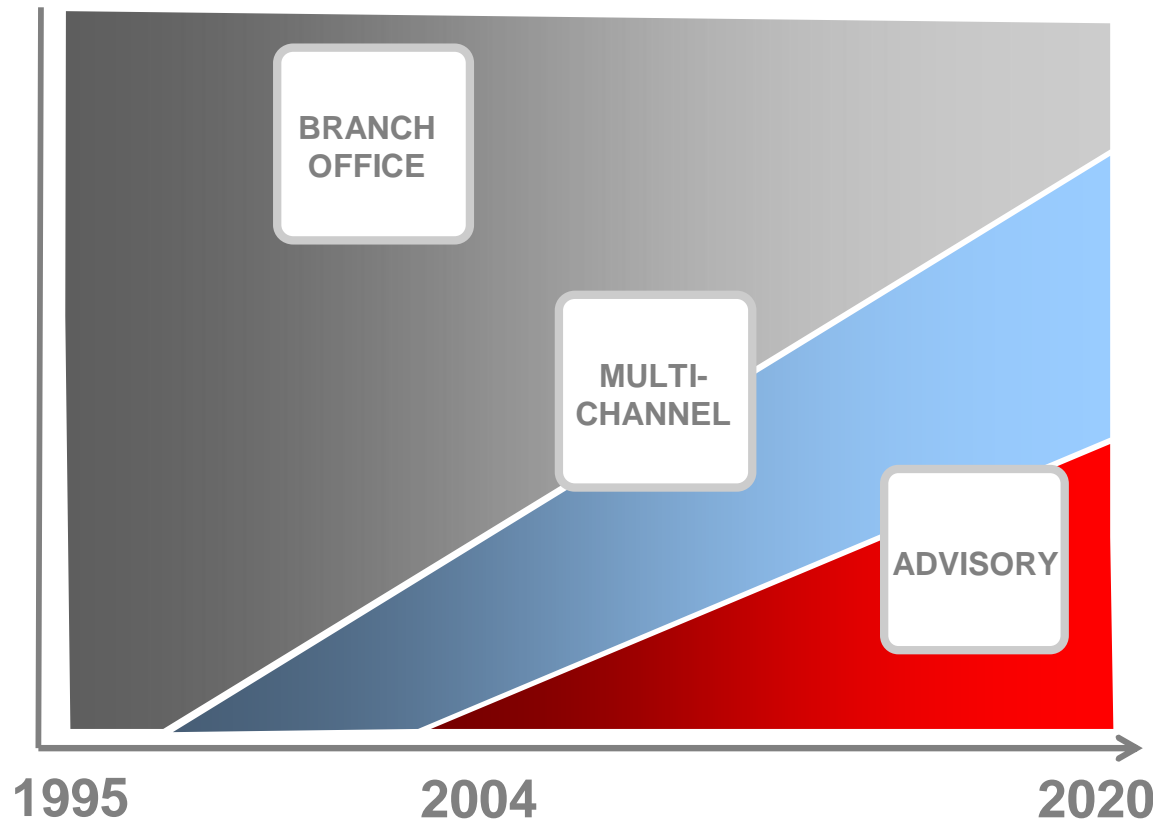 BRANCH
OFFICE
MULTI-
CHANNEL
ADVISORY
1995
2004
2020